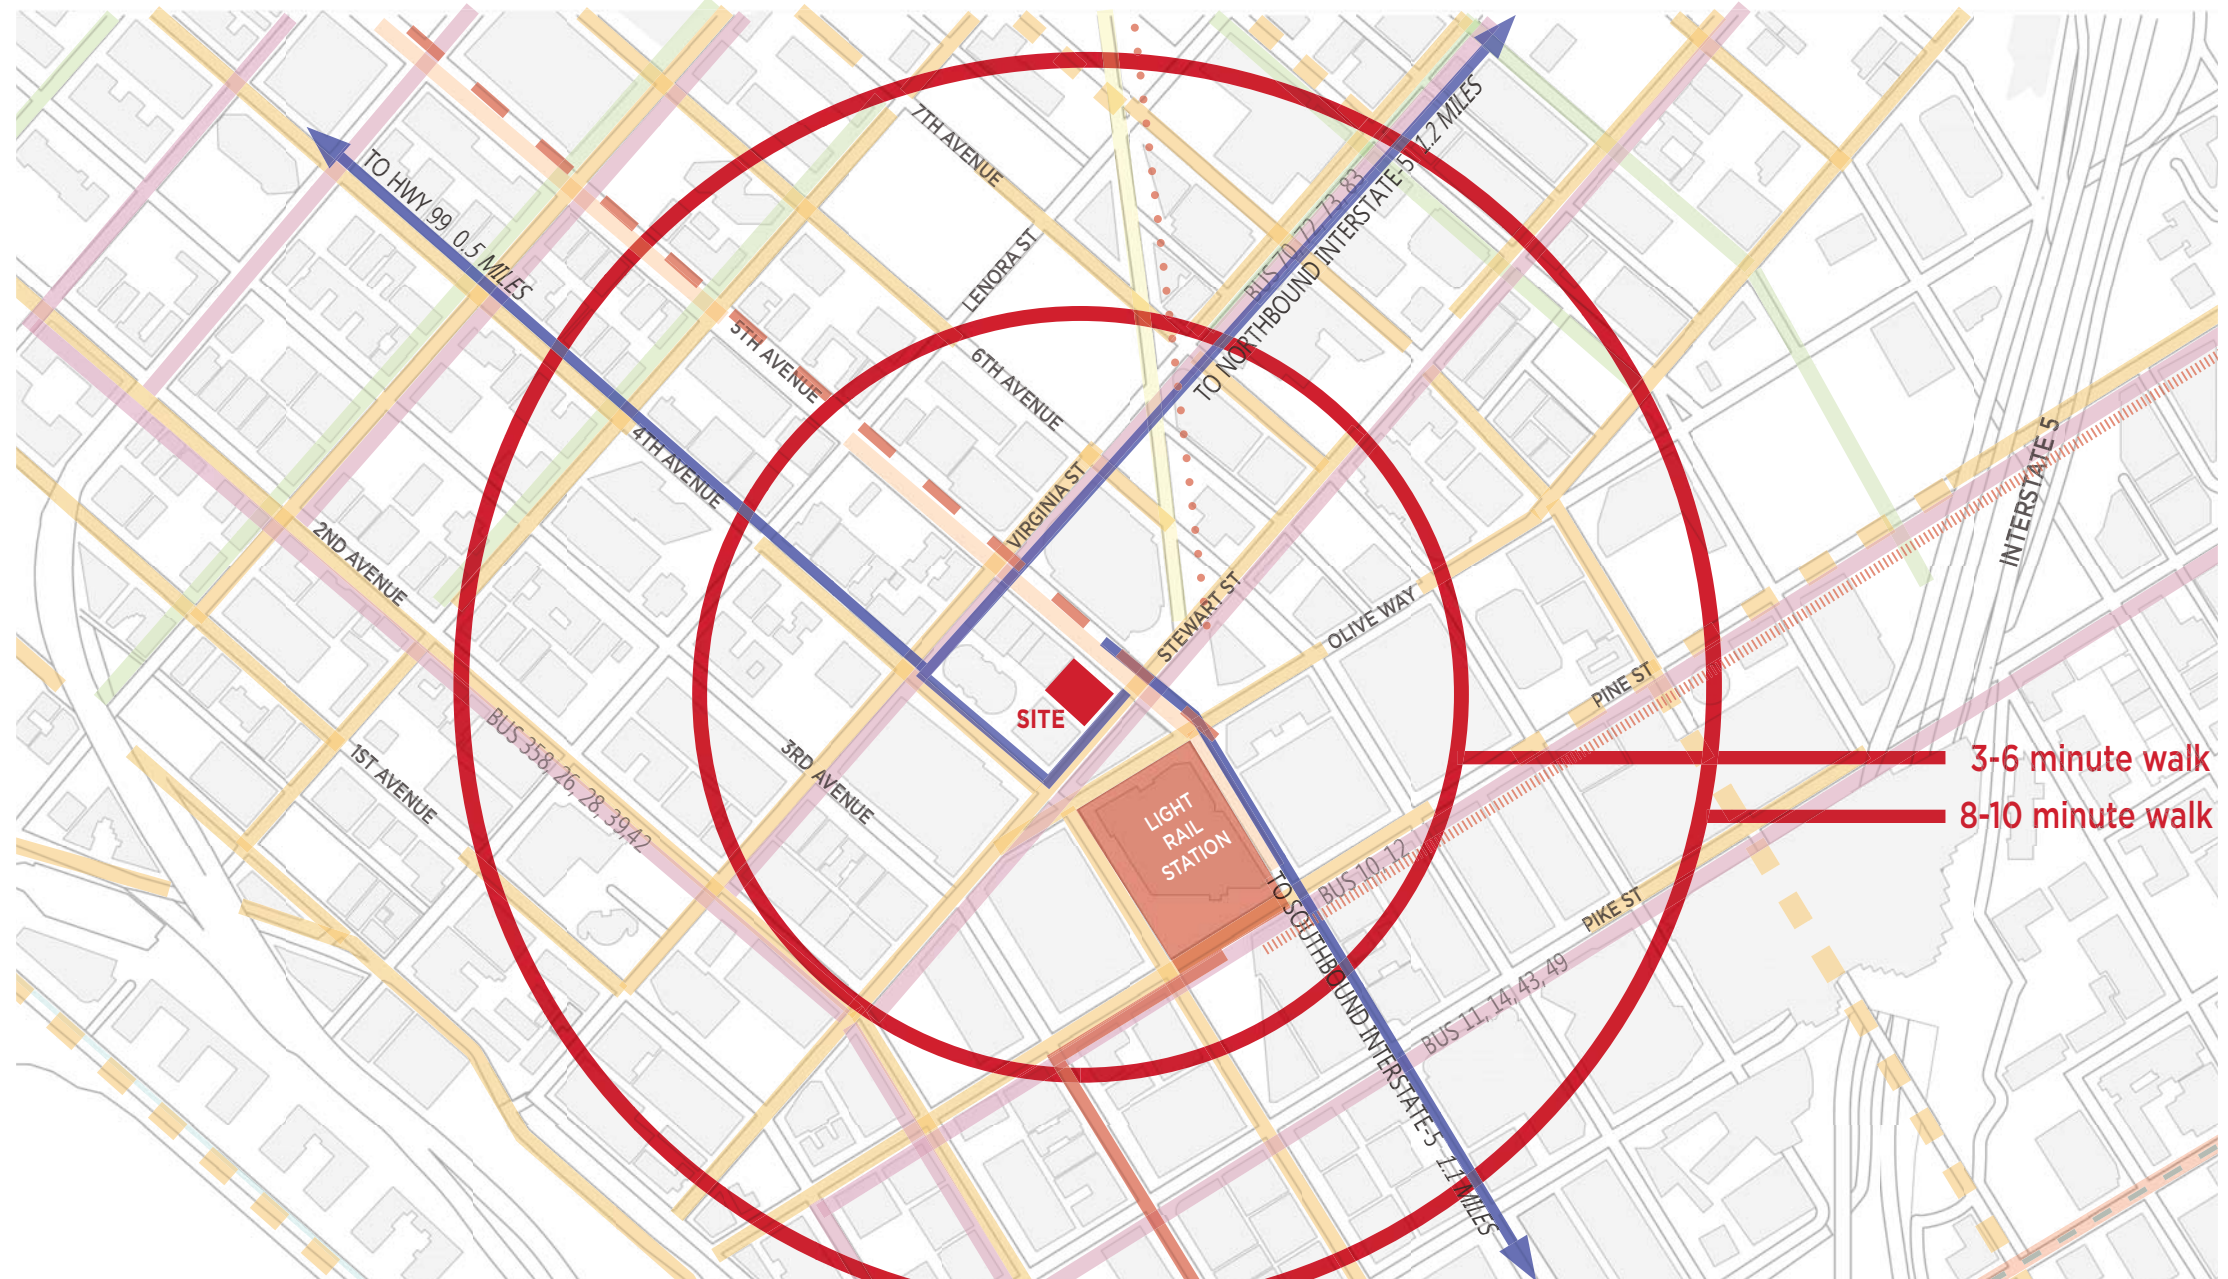 7TH AVENUE
TO HWY 99 0.5 MILES
BUS 70, 72, 73, 83
TO NORTHBOUND INTERSTATE-5 1.2 MILES
LENORA ST
5TH AVENUE
6TH AVENUE
4TH AVENUE
VIRGINIA ST
INTERSTATE 5
2ND AVENUE
STEWART ST
OLIVE WAY
PINE ST
SITE
BUS 358, 26, 28, 39,42
1ST AVENUE
3RD AVENUE
3-6 minute walk
8-10 minute walk
LIGHT
RAIL
STATION
BUS 10, 12
PIKE ST
TO SOUTHBOUND INTERSTATE-5 1.1 MILES
BUS 11, 14, 43, 49